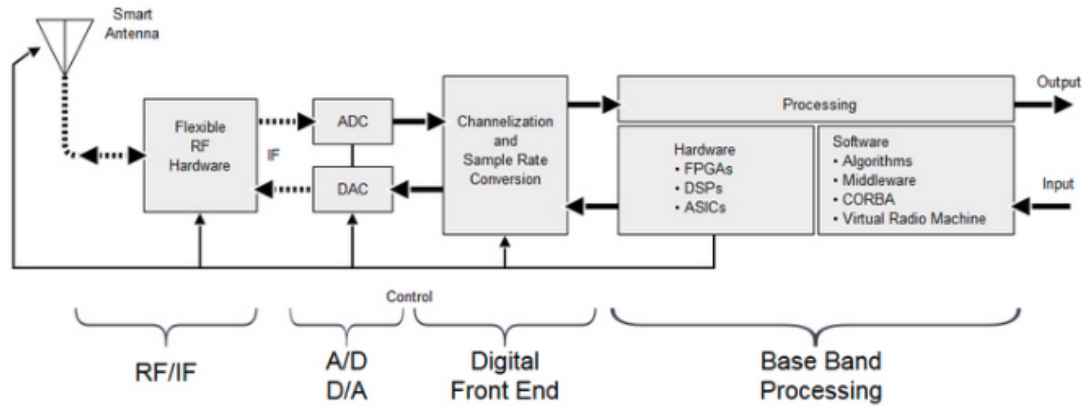 Smart
Antenna
Flexible
RF
Hardware
IF
ADC
DAC
Channelization
and
Sample Rate
Conversion
Processing
Hardware
• FPGAs
• DSPs
• ASICs
Software
• Algorithms
• Middleware
• CORBA
• Virtual Radio Machine
Output
Input
Control
RF/IF
A/D
D/A
Digital
Front End
Base Band
Processing